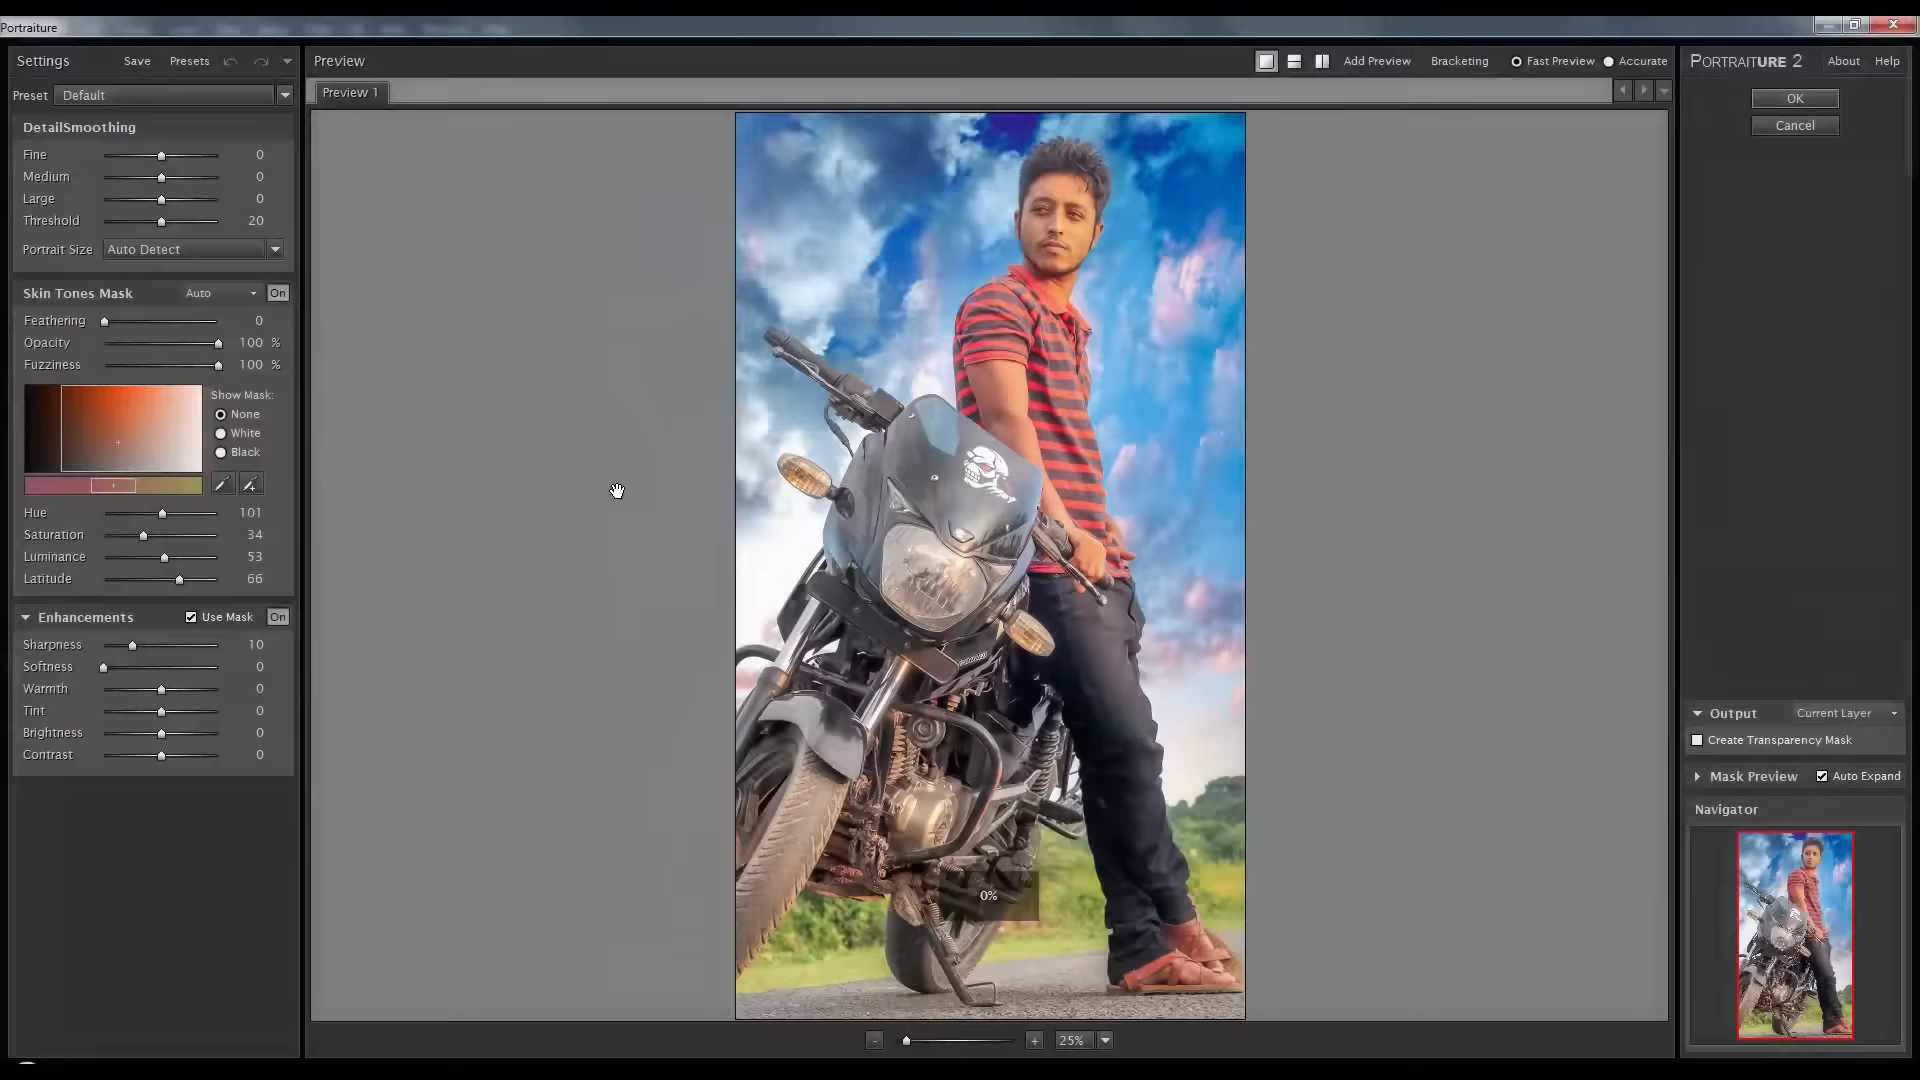 Portraiture
Settings Save Presets
Preset Default
DetailSmoothing
Fine 0
Medium 0
Large 0
Threshold 20
Portrait Size Auto Detect
Skin Tones Mask Auto On
Feathering 0
Opacity 100 %
Fuzziness 100 %
Show Mask:
None
White
Black
Hue 101
Saturation 34
Luminance 53
Latitude 66
Enhancements Use Mask On
Sharpness 10
Softness 0
Warmth 0
Tint 0
Brightness 0
Contrast 0
Preview Add Preview Bracketing Fast Preview Accurate
Preview 1
0%
- + 25%
PORTRAITURE 2 About Help
OK
Cancel
Output Current Layer
Create Transparency Mask
Mask Preview Auto Expand
Navigator